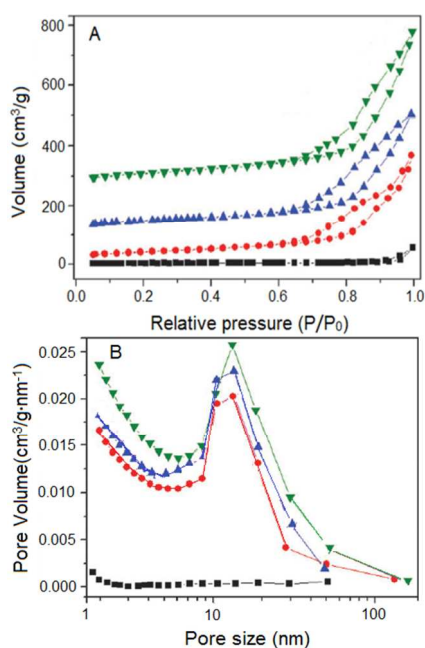 A
800
600
400
200
0
Volume (cm³/g)
0.0 0.2 0.4 0.6 0.8 1.0
Relative pressure (P/P₀)
B
0.025
0.020
0.015
0.010
0.005
0.000
Pore Volume(cm³/g·nm⁻¹)
1 10 100
Pore size (nm)